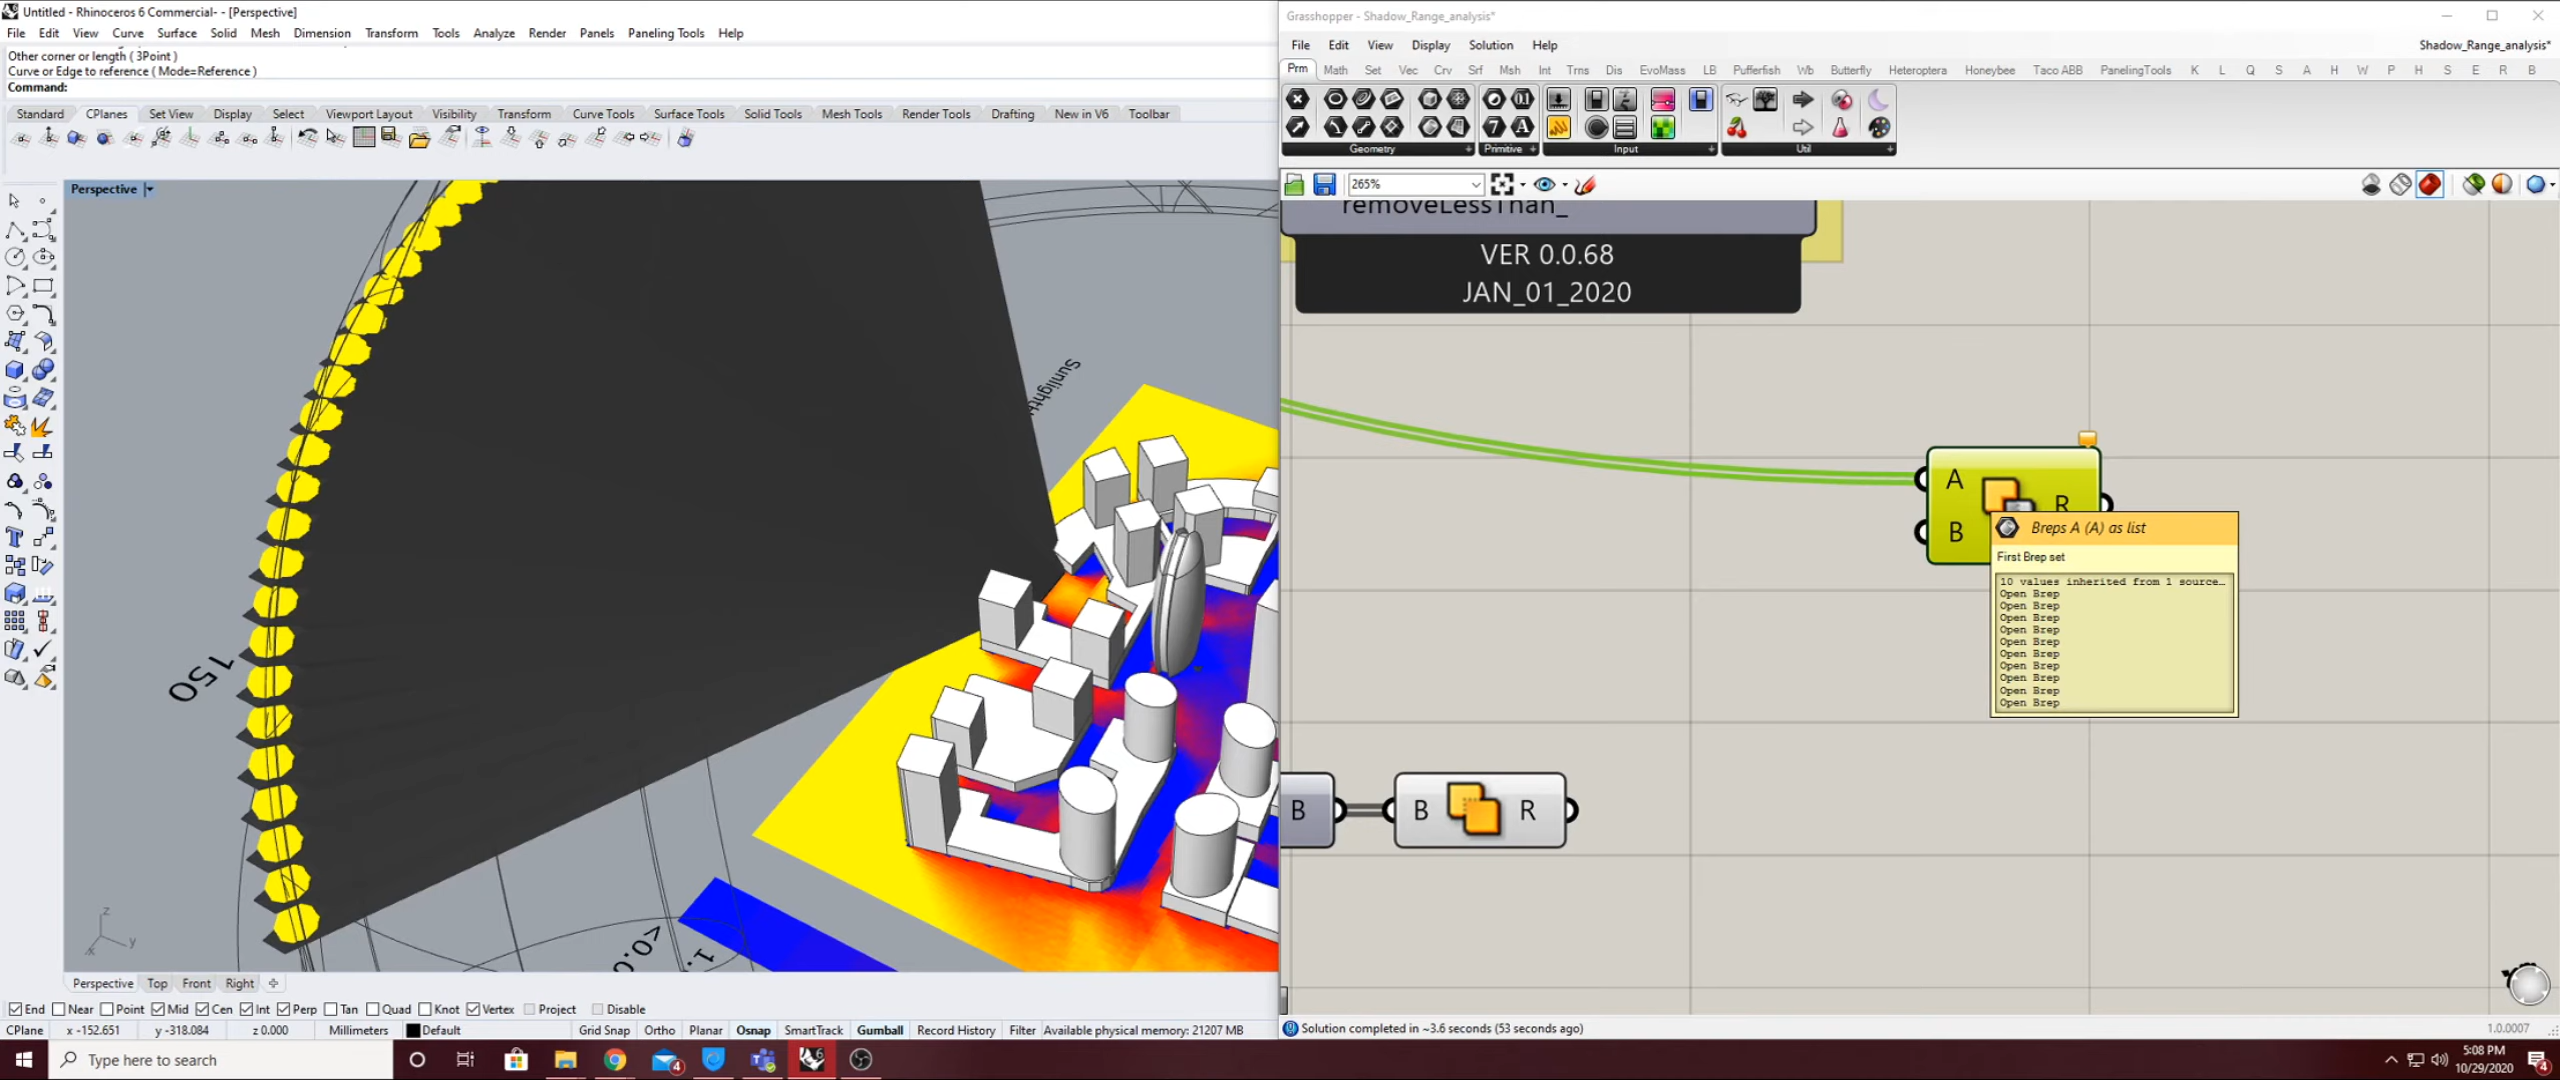 Untitled - Rhinoceros 6 Commercial- - [Perspective]
File Edit View Curve Surface Solid Mesh Dimension Transform Tools Analyze Render Panels Paneling Tools Help
Other corner or length ( 3Point )
Curve or Edge to reference ( Mode=Reference )
Command:
Standard CPlanes Set View Display Select Viewport Layout Visibility Transform Curve Tools Surface Tools Solid Tools Mesh Tools Render Tools Drafting New in V6 Toolbar
Perspective
150
Sunlight
<0.0
1.
z
y
x
Perspective Top Front Right
End Near Point Mid Cen Int Perp Tan Quad Knot Vertex Project Disable
CPlane x -152.651 y -318.084 z 0.000 Millimeters Default Grid Snap Ortho Planar Osnap SmartTrack Gumball Record History Filter Available physical memory: 21207 MB
Grasshopper - Shadow_Range_analysis*
File Edit View Display Solution Help
Shadow_Range_analysis*
Prm Math Set Vec Crv Srf Msh Int Trns Dis EvoMass LB Pufferfish Wb Butterfly Heteroptera Honeybee Taco ABB PanelingTools K L Q S A H W P H S E R B
Geometry Primitive Input Util
265%
removeLessThan_
VER 0.0.68
JAN_01_2020
A
B
R
Breps A (A) as list
First Brep set
10 values inherited from 1 source…
Open Brep
Open Brep
Open Brep
Open Brep
Open Brep
Open Brep
Open Brep
Open Brep
Open Brep
Open Brep
B B R
Solution completed in ~3.6 seconds (53 seconds ago)
1.0.0007
Type here to search
4
5:08 PM
10/29/2020
4